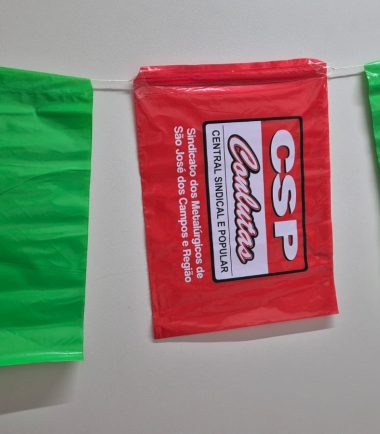 CSP
Conlutas
CENTRAL SINDICAL E POPULAR
Sindicato dos Metalúrgicos de
São José dos Campos e Região